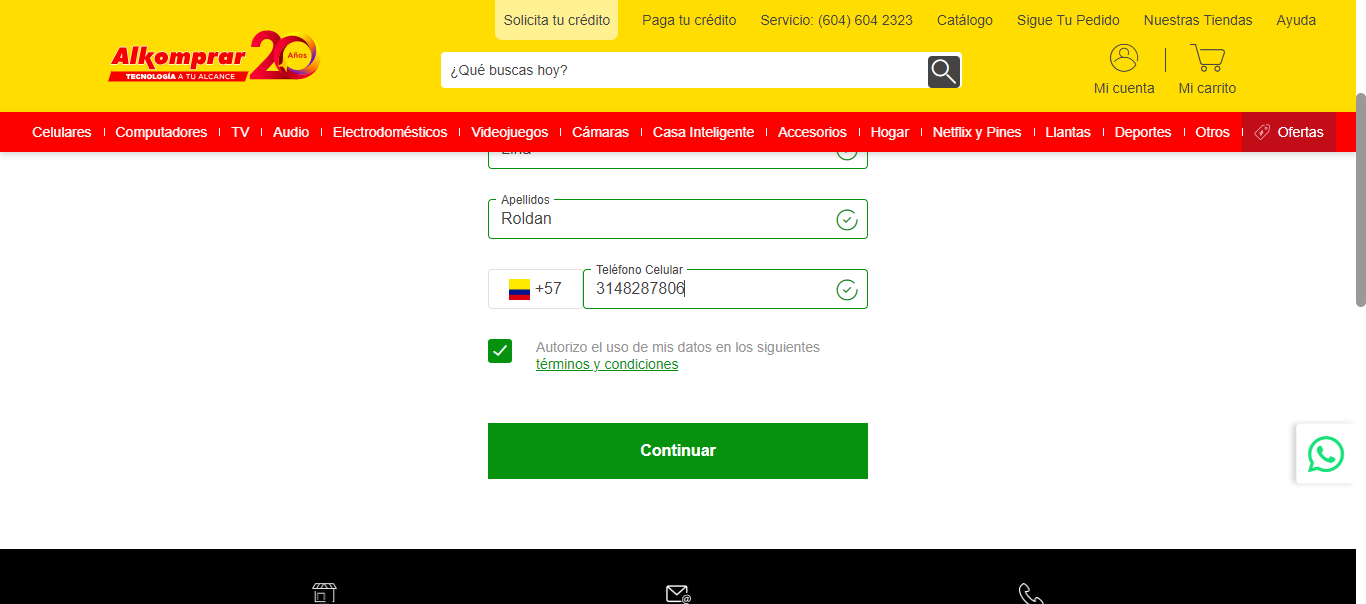 Solicita tu crédito Paga tu crédito Servicio: (604) 604 2323 Catálogo Sigue Tu Pedido Nuestras Tiendas Ayuda
Alkomprar 20 Años
TECNOLOGÍA A TU ALCANCE
¿Qué buscas hoy?
Mi cuenta Mi carrito
Celulares Computadores TV Audio Electrodomésticos Videojuegos Cámaras Casa Inteligente Accesorios Hogar Netflix y Pines Llantas Deportes Otros Ofertas
Apellidos
Roldan
Teléfono Celular
+57 3148287806
Autorizo el uso de mis datos en los siguientes
términos y condiciones
Continuar